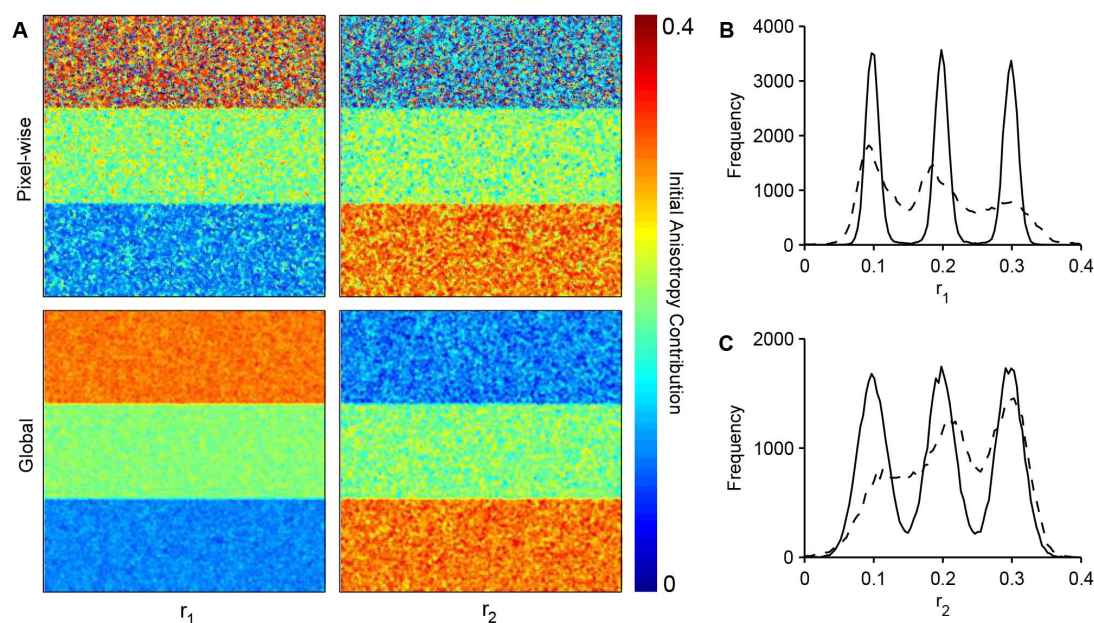 A
Pixel-wise
Global
r1
r2
0.4
Initial Anisotropy Contribution
0
B
4000
3000
2000
1000
0
Frequency
0
0.1
0.2
0.3
0.4
r1
C
2000
1000
0
Frequency
0
0.1
0.2
0.3
0.4
r2